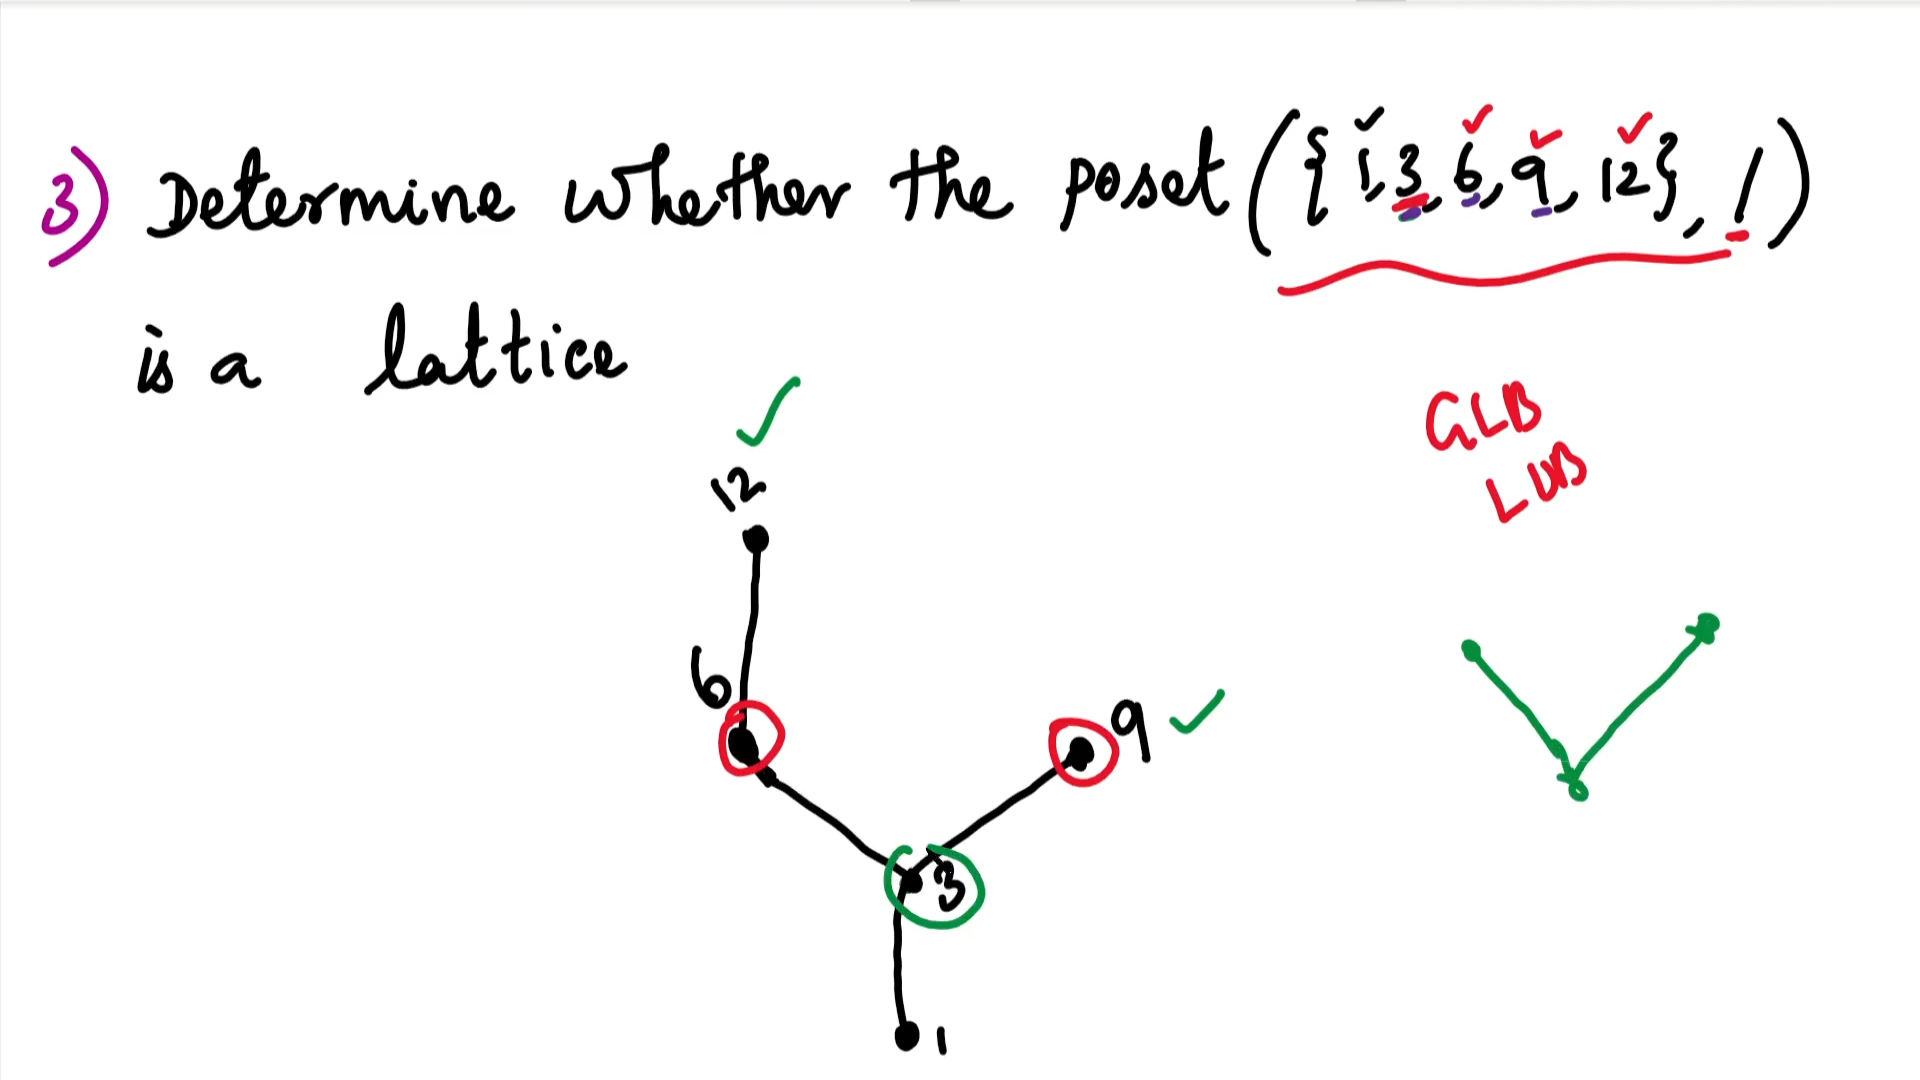 3) Determine whether the poset ({1,3,6,9,12}, /)
is a lattice
GLB
LUB
12
6
9
3
1